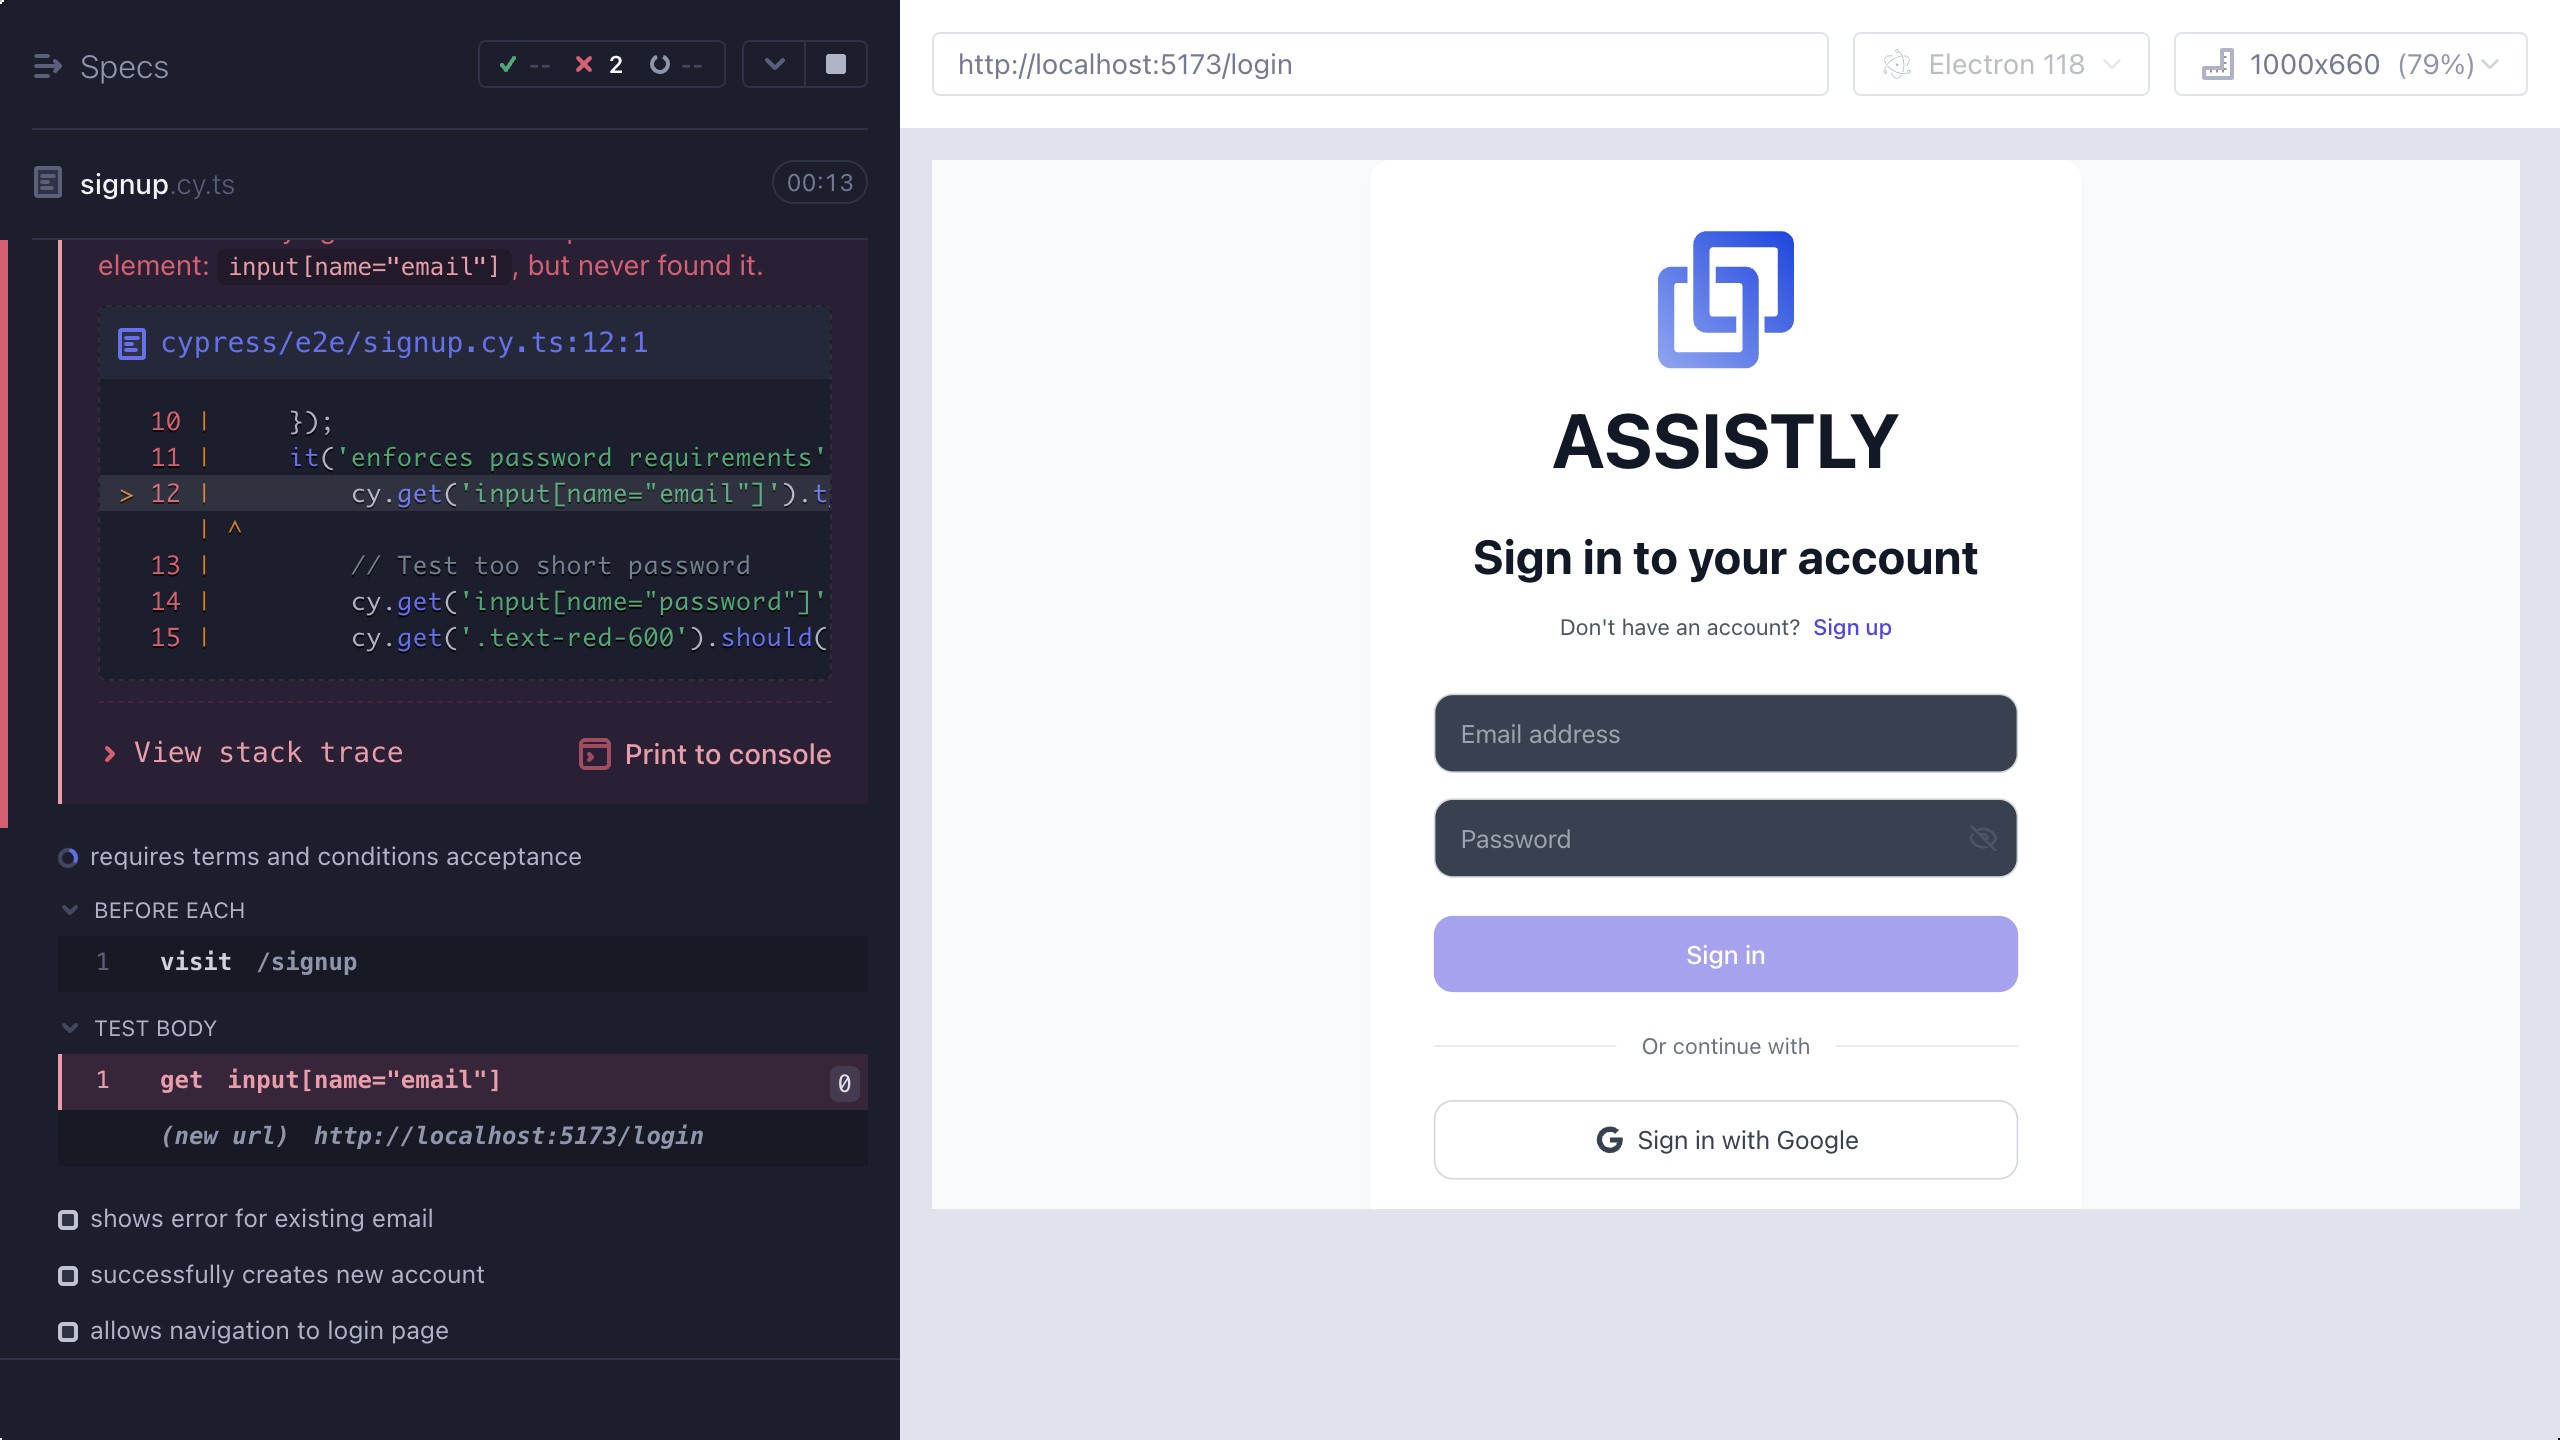 Specs
-- 2 --
signup.cy.ts
00:13
element: input[name="email"] , but never found it.
cypress/e2e/signup.cy.ts:12:1
10 | });
11 | it('enforces password requirements'
> 12 | cy.get('input[name="email"]').t
| ^
13 | // Test too short password
14 | cy.get('input[name="password"]'
15 | cy.get('.text-red-600').should(
View stack trace
Print to console
requires terms and conditions acceptance
BEFORE EACH
1 visit /signup
TEST BODY
1 get input[name="email"] 0
(new url) http://localhost:5173/login
shows error for existing email
successfully creates new account
allows navigation to login page
http://localhost:5173/login
Electron 118
1000x660 (79%)
ASSISTLY
Sign in to your account
Don't have an account? Sign up
Email address
Password
Sign in
Or continue with
G Sign in with Google